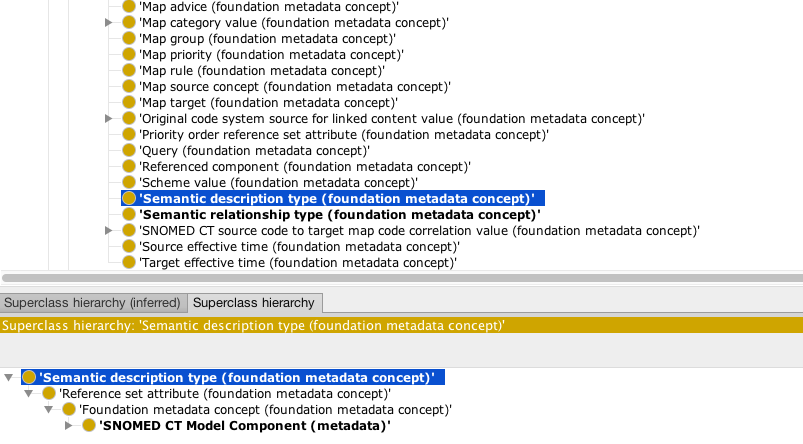 'Map advice (foundation metadata concept)'
'Map category value (foundation metadata concept)'
'Map group (foundation metadata concept)'
'Map priority (foundation metadata concept)'
'Map rule (foundation metadata concept)'
'Map source concept (foundation metadata concept)'
'Map target (foundation metadata concept)'
'Original code system source for linked content value (foundation metadata concept)'
'Priority order reference set attribute (foundation metadata concept)'
'Query (foundation metadata concept)'
'Referenced component (foundation metadata concept)'
'Scheme value (foundation metadata concept)'
'Semantic description type (foundation metadata concept)'
'Semantic relationship type (foundation metadata concept)'
'SNOMED CT source code to target map code correlation value (foundation metadata concept)'
'Source effective time (foundation metadata concept)'
'Target effective time (foundation metadata concept)'
Superclass hierarchy (inferred) Superclass hierarchy
Superclass hierarchy: 'Semantic description type (foundation metadata concept)'
'Semantic description type (foundation metadata concept)'
'Reference set attribute (foundation metadata concept)'
'Foundation metadata concept (foundation metadata concept)'
'SNOMED CT Model Component (metadata)'